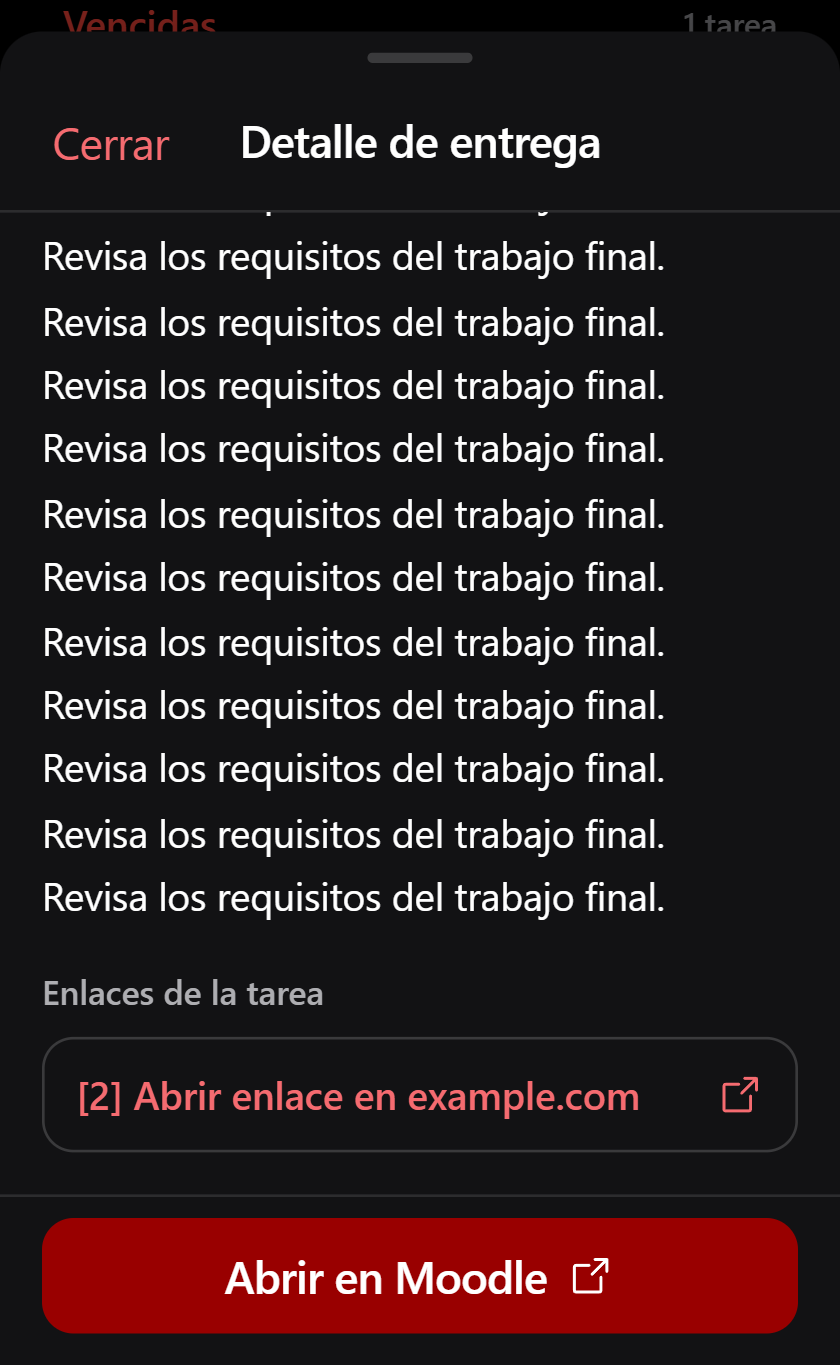 Vencidas
1 tarea
Cerrar
Detalle de entrega
Revisa los requisitos del trabajo final.
Revisa los requisitos del trabajo final.
Revisa los requisitos del trabajo final.
Revisa los requisitos del trabajo final.
Revisa los requisitos del trabajo final.
Revisa los requisitos del trabajo final.
Revisa los requisitos del trabajo final.
Revisa los requisitos del trabajo final.
Revisa los requisitos del trabajo final.
Revisa los requisitos del trabajo final.
Revisa los requisitos del trabajo final.
Enlaces de la tarea
[2] Abrir enlace en example.com
Abrir en Moodle